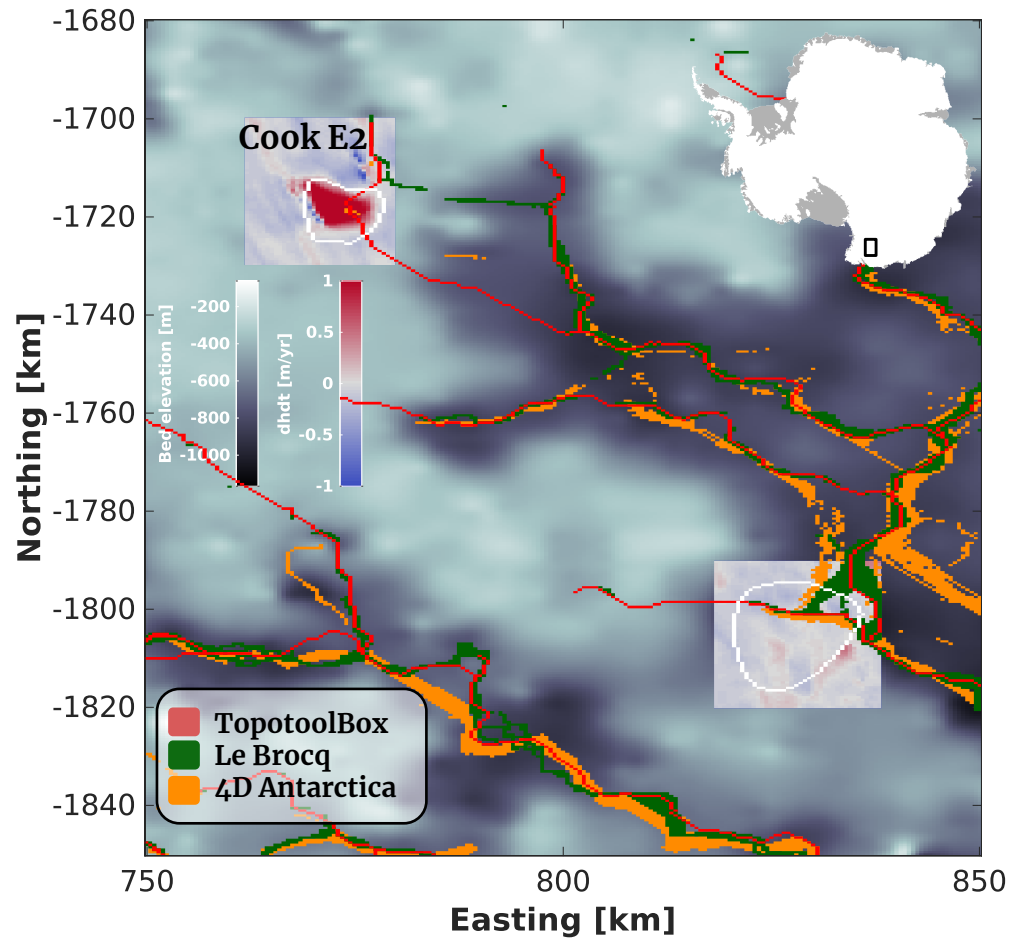 -1680
-1700
-1720
-1740
-1760
-1780
-1800
-1820
-1840
Northing [km]
Cook E2
Bed elevation [m]
-200
-400
-600
-800
-1000
dhdt [m/yr]
1
0.5
0
-0.5
-1
TopotoolBox
Le Brocq
4D Antarctica
750
800
850
Easting [km]